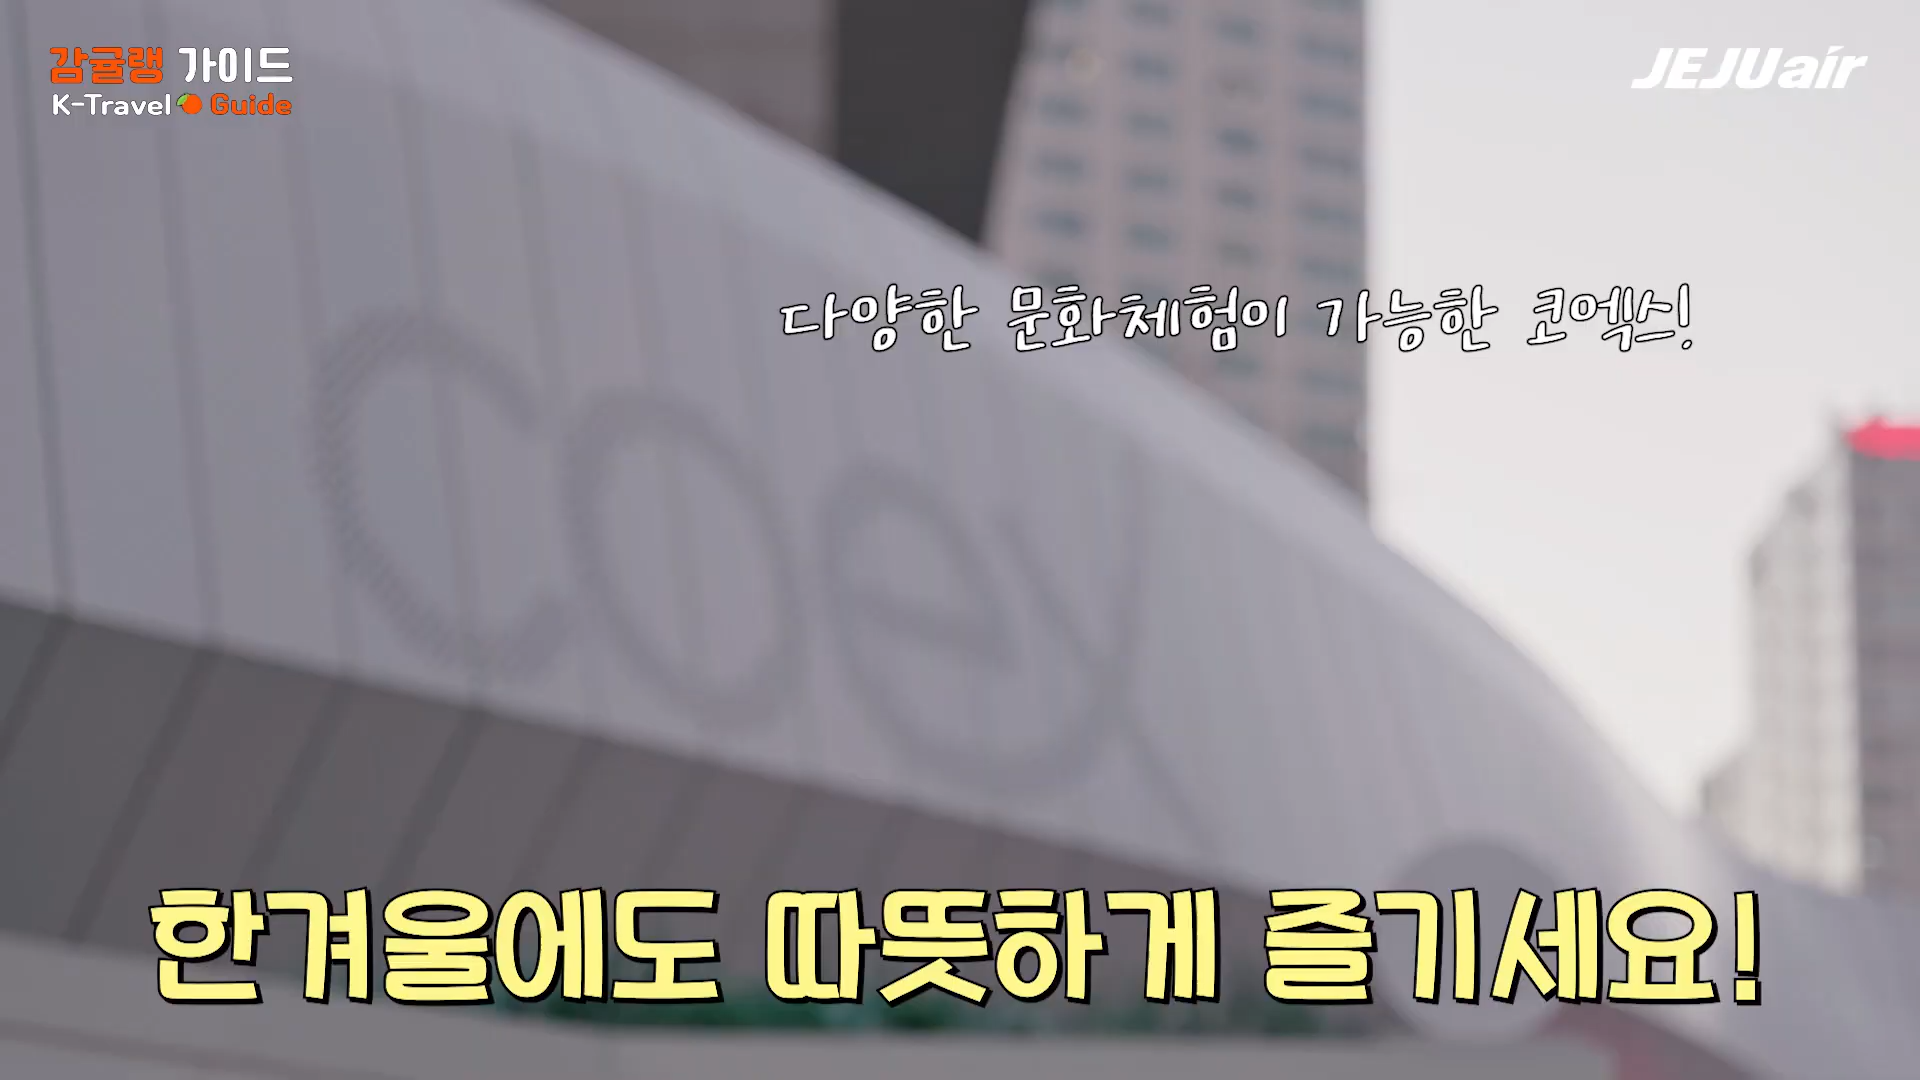 감귤랭 가이드
K-Travel Guide
JEJUair
다양한 문화체험이 가능한 코엑스!
coex
한겨울에도 따뜻하게 즐기세요!